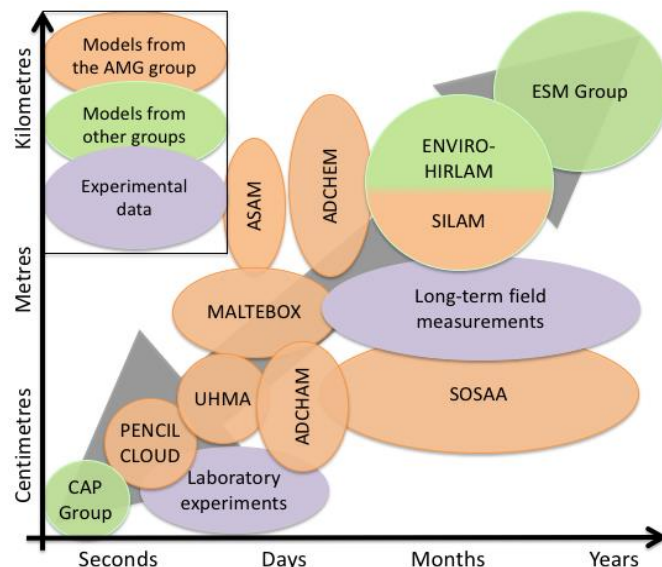 Models from
the AMG group
Models from
other groups
Experimental
data
Kilometres
Metres
Centimetres
ESM Group
ENVIRO-
HIRLAM
SILAM
ASAM
ADCHEM
MALTEBOX
Long-term field
measurements
UHMA
ADCHAM
SOSAA
PENCIL
CLOUD
CAP
Group
Laboratory
experiments
Seconds
Days
Months
Years